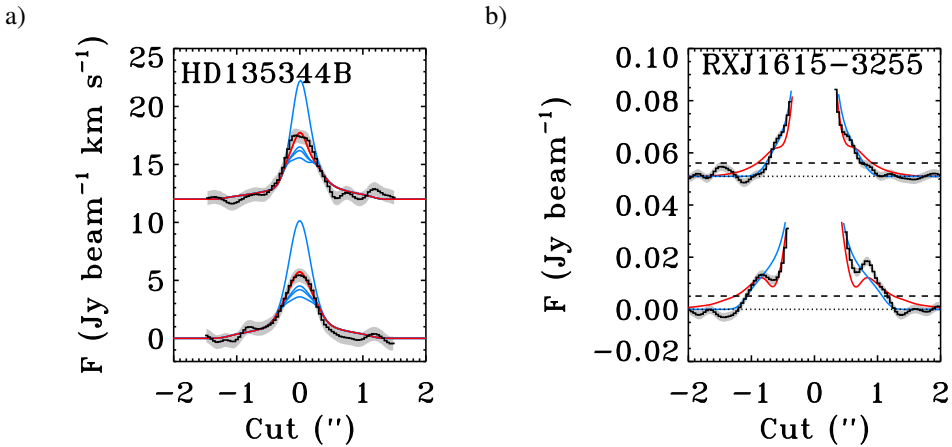 a)
F (Jy beam⁻¹ km s⁻¹)
25
20
15
10
5
0
HD135344B
−2 −1 0 1 2
Cut (″)
b)
F (Jy beam⁻¹)
0.10
0.08
0.06
0.04
0.02
0.00
−0.02
RXJ1615−3255
−2 −1 0 1 2
Cut (″)